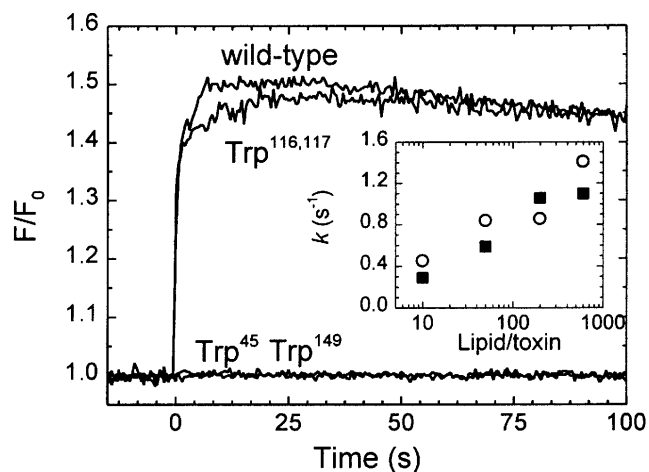 1.6
1.5
1.4
1.3
1.2
1.1
1.0
F/F₀
wild-type
Trp¹¹⁶,¹¹⁷
Trp⁴⁵ Trp¹⁴⁹
1.6
1.2
0.8
0.4
0.0
k (s⁻¹)
10 100 1000
Lipid/toxin
0 25 50 75 100
Time (s)